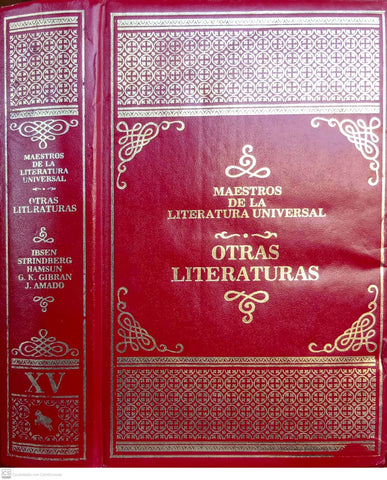 MAESTROS
DE LA
LITERATURA
UNIVERSAL
OTRAS
LITERATURAS
IBSEN
STRINDBERG
HAMSUN
G. K. GIBRAN
J. AMADO
XV
MAESTROS
DE LA
LITERATURA UNIVERSAL
OTRAS
LITERATURAS
CS